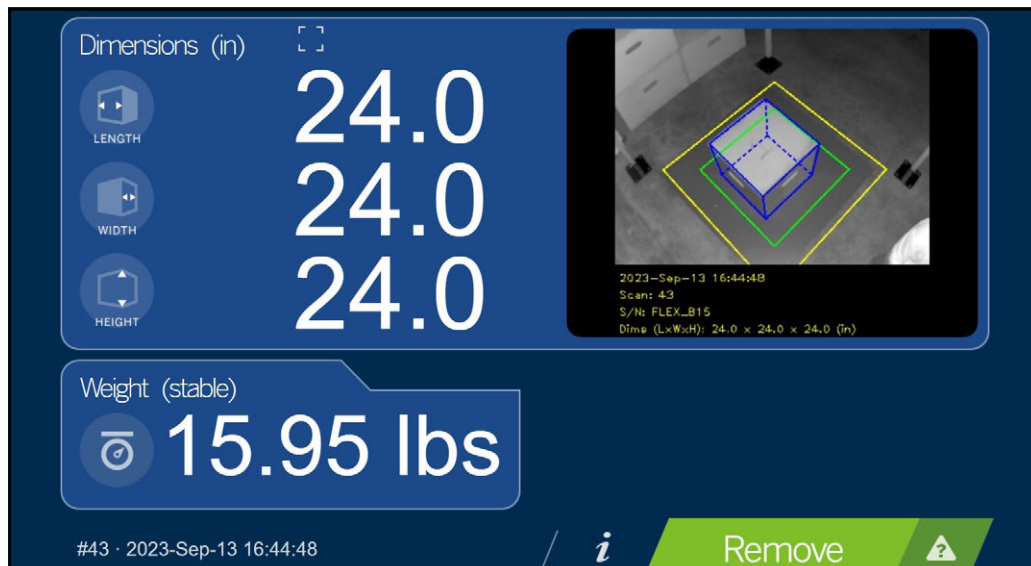 Dimensions (in)
LENGTH
24.0
WIDTH
24.0
HEIGHT
24.0
2023-Sep-13 16:44:48
Scan: 43
S/N: FLEX_B15
Dims (LxWxH): 24.0 x 24.0 x 24.0 (in)
Weight (stable)
15.95 lbs
#43 · 2023-Sep-13 16:44:48
i
Remove
?